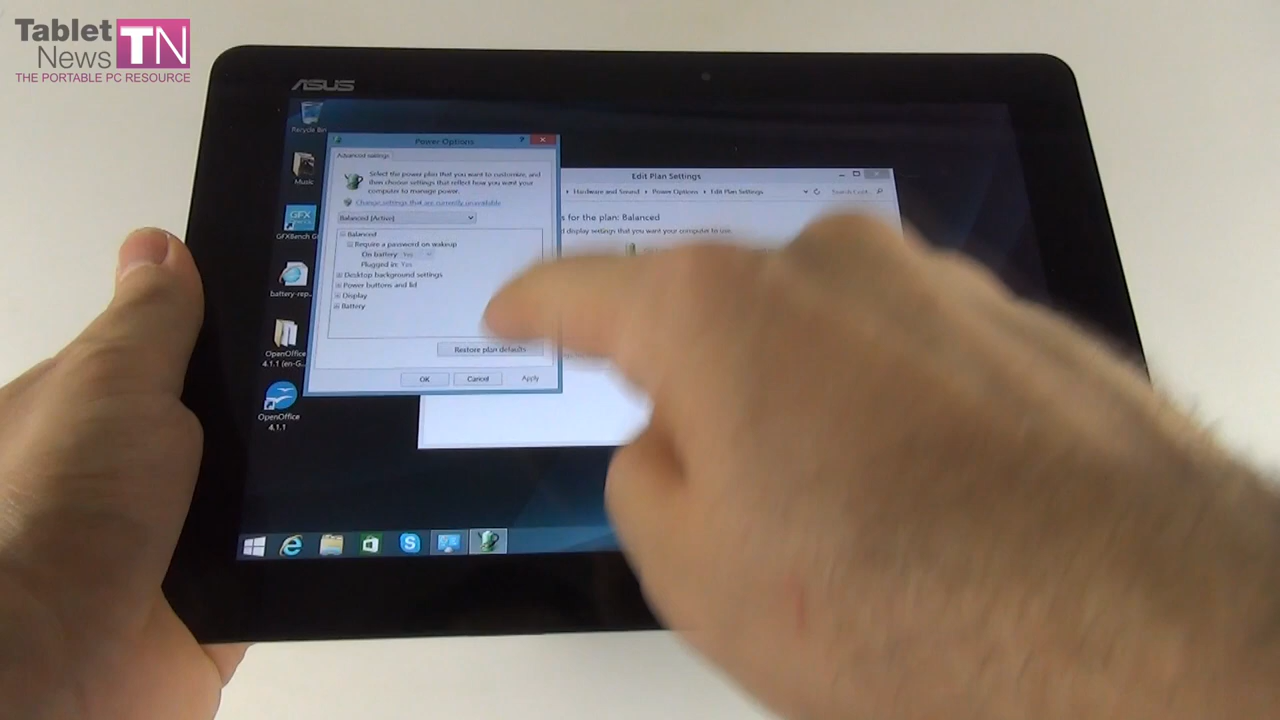 Tablet
News TN
THE PORTABLE PC RESOURCE
ASUS
Recycle Bin
Music
GFX
GFXBench G
battery-rep...
OpenOffice
4.1.1 (en-G...
OpenOffice
4.1.1
Power Options
Advanced settings
Select the power plan that you want to customize, and
then choose settings that reflect how you want your
computer to manage power.
Change settings that are currently unavailable
Balanced [Active]
Balanced
Require a password on wakeup
On battery: Yes
Plugged in: Yes
Desktop background settings
Power buttons and lid
Display
Battery
Restore plan defaults
OK Cancel Apply
Edit Plan Settings
Hardware and Sound Power Options Edit Plan Settings
s for the plan: Balanced
d display settings that you want your computer to use.